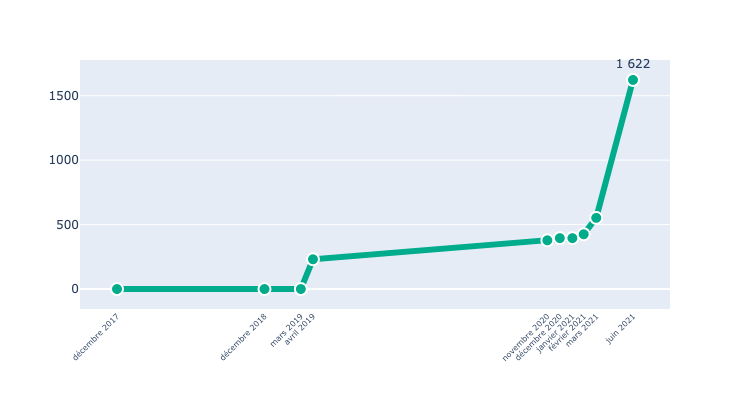 1 622
1500
1000
500
0
décembre 2017
décembre 2018
mars 2019
avril 2019
novembre 2020
décembre 2020
janvier 2021
février 2021
mars 2021
juin 2021